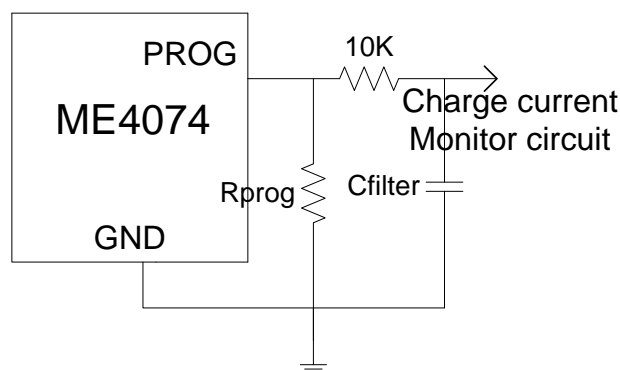 10K
PROG
Charge current
Monitor circuit
ME4074
Rprog
Cfilter
GND